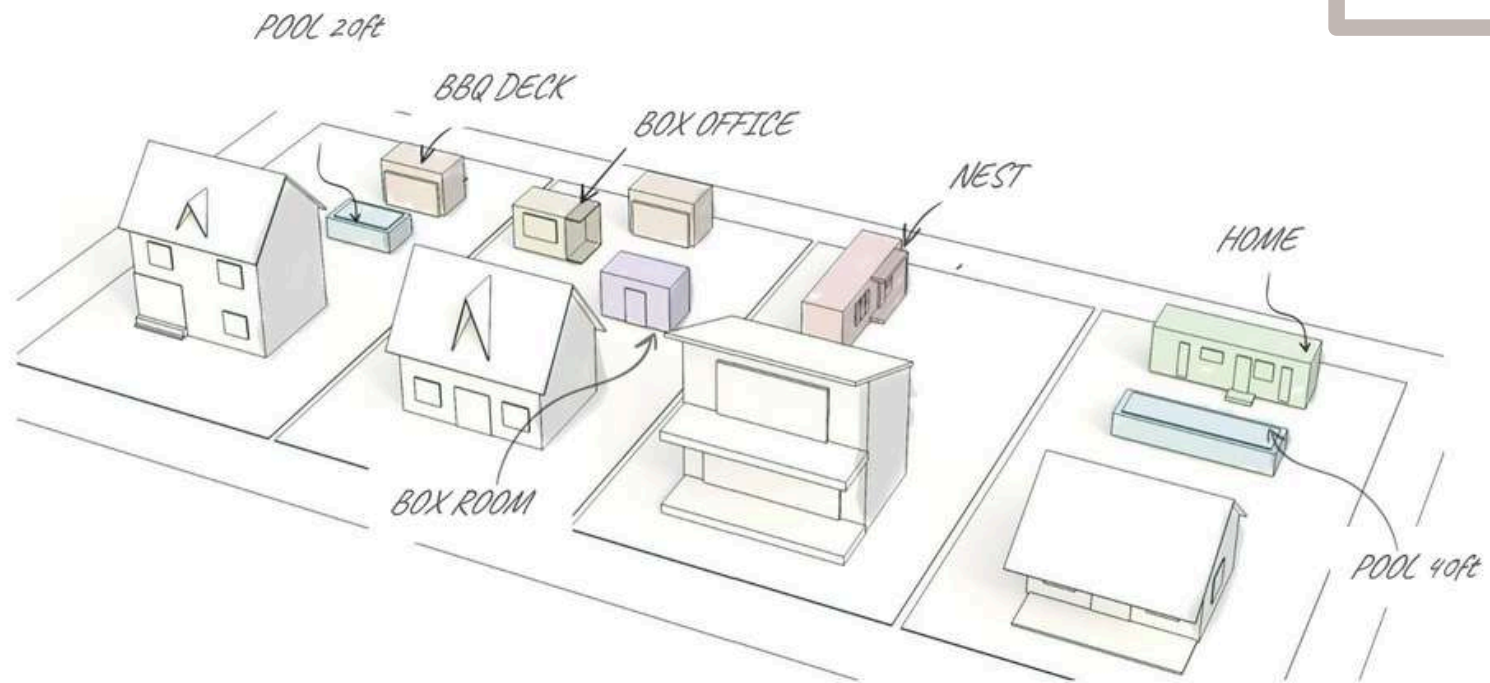 POOL 20ft
BBQ DECK
BOX OFFICE
NEST
HOME
BOX ROOM
POOL 40ft